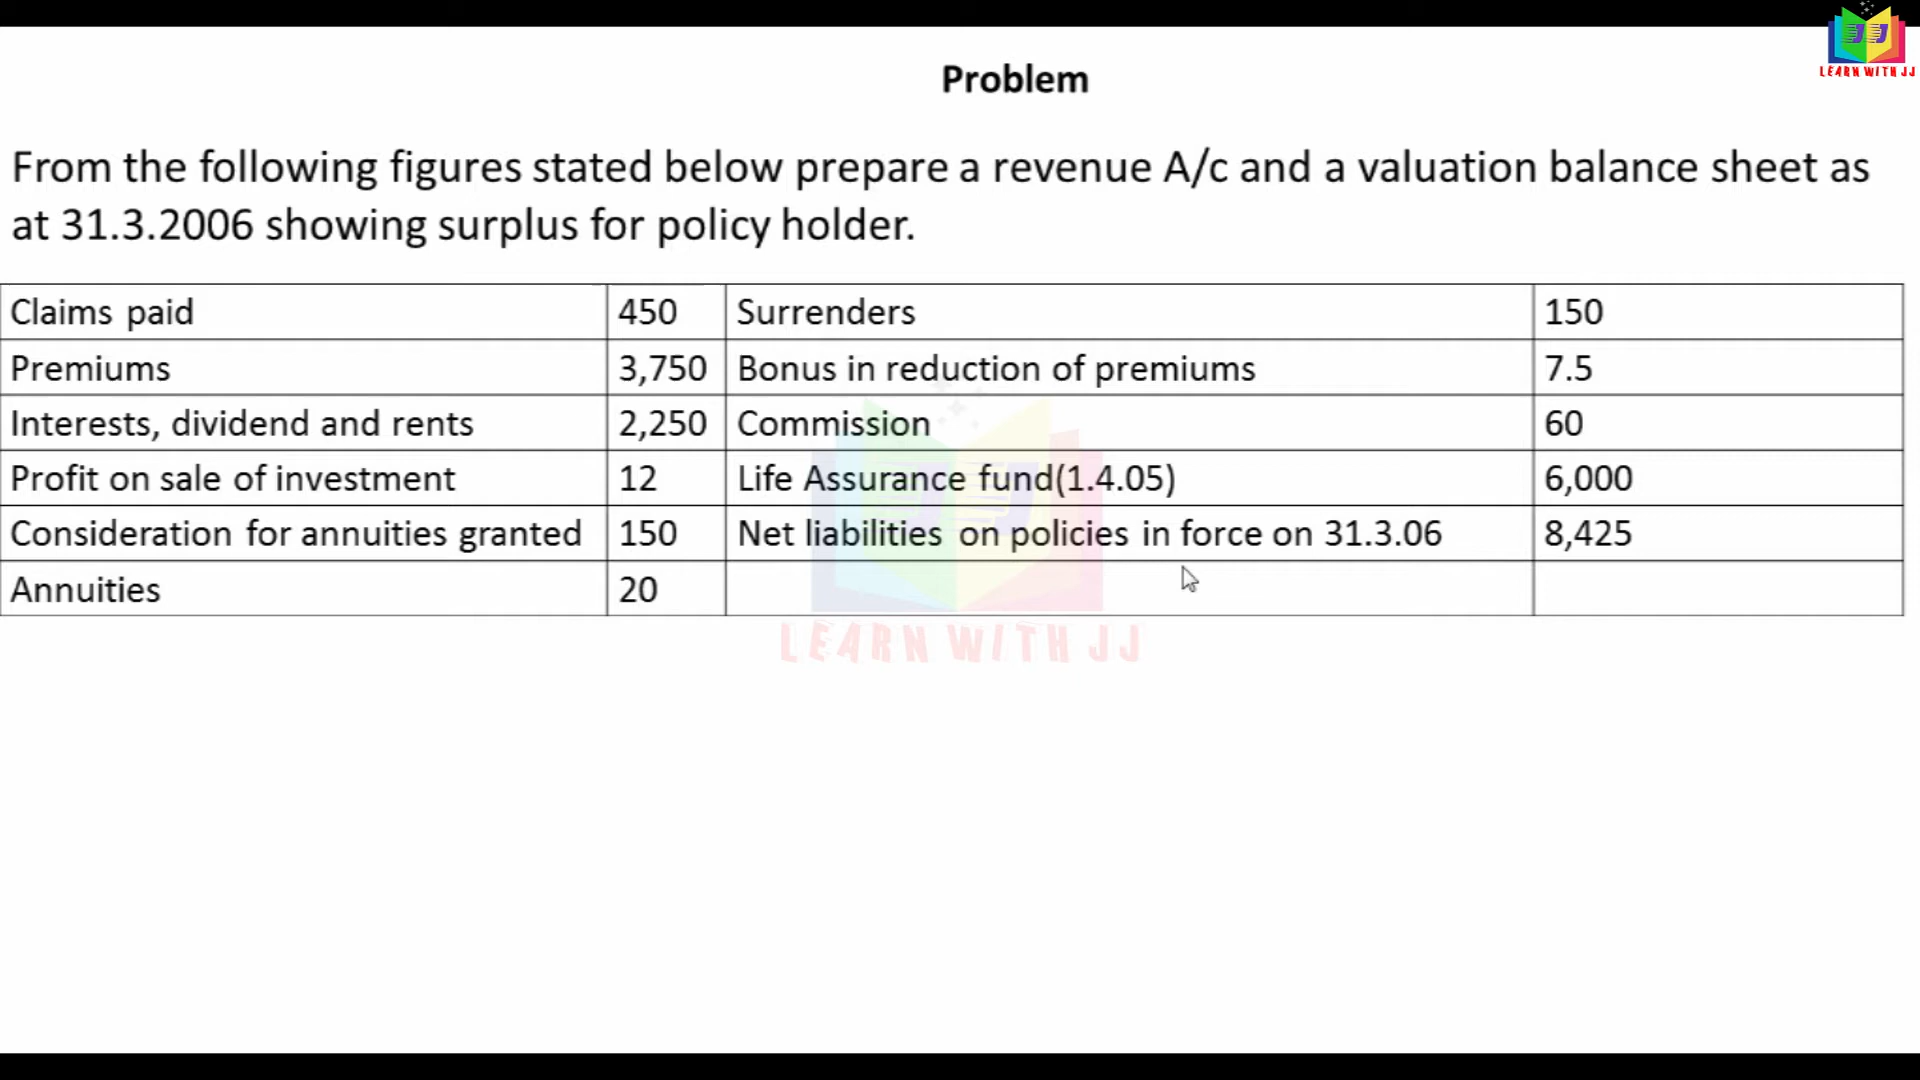 LEARN WITH JJ
Problem
From the following figures stated below prepare a revenue A/c and a valuation balance sheet as
at 31.3.2006 showing surplus for policy holder.
Claims paid 450 Surrenders 150
Premiums 3,750 Bonus in reduction of premiums 7.5
Interests, dividend and rents 2,250 Commission 60
Profit on sale of investment 12 Life Assurance fund(1.4.05) 6,000
Consideration for annuities granted 150 Net liabilities on policies in force on 31.3.06 8,425
Annuities 20
LEARN WITH JJ